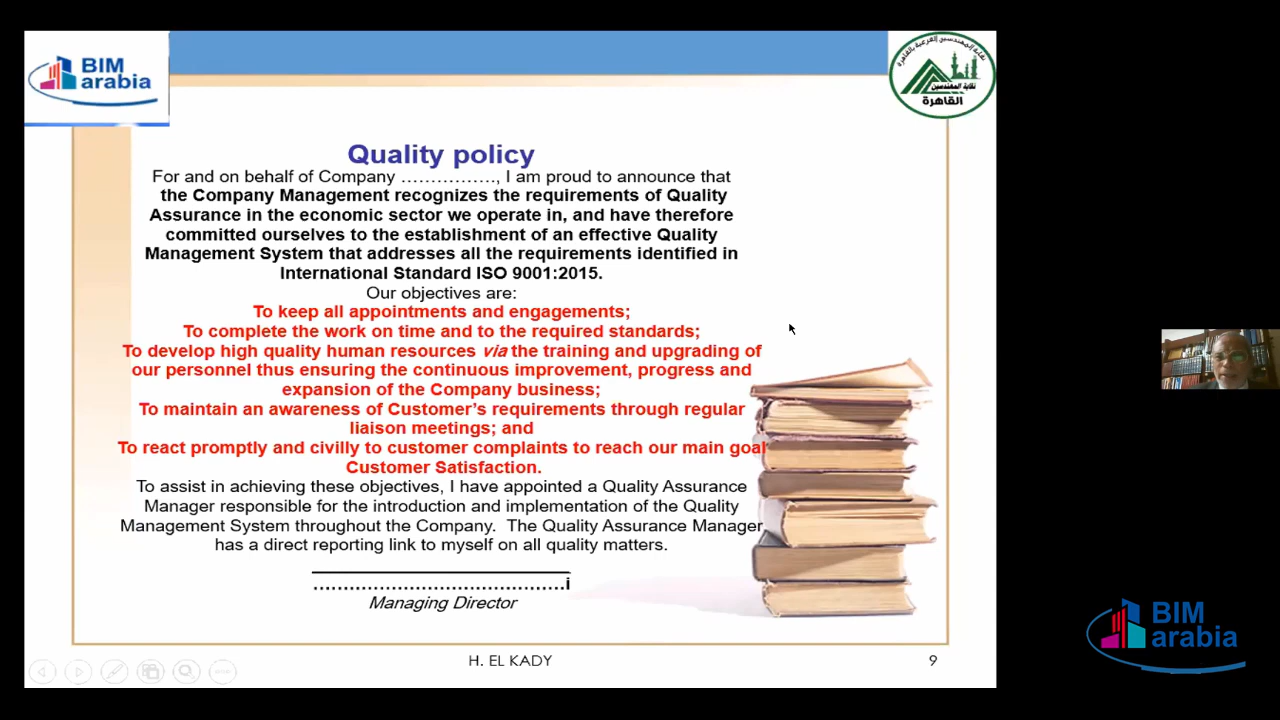 BIM
arabia
نقابة المهندسين الفرعية بالقاهرة
نقابة المهندسين
القاهرة
Quality policy
For and on behalf of Company ................, I am proud to announce that
the Company Management recognizes the requirements of Quality
Assurance in the economic sector we operate in, and have therefore
committed ourselves to the establishment of an effective Quality
Management System that addresses all the requirements identified in
International Standard ISO 9001:2015.
Our objectives are:
To keep all appointments and engagements;
To complete the work on time and to the required standards;
To develop high quality human resources via the training and upgrading of
our personnel thus ensuring the continuous improvement, progress and
expansion of the Company business;
To maintain an awareness of Customer's requirements through regular
liaison meetings; and
To react promptly and civilly to customer complaints to reach our main goal
Customer Satisfaction.
To assist in achieving these objectives, I have appointed a Quality Assurance
Manager responsible for the introduction and implementation of the Quality
Management System throughout the Company. The Quality Assurance Manager
has a direct reporting link to myself on all quality matters.
..........................................i
Managing Director
H. EL KADY
9
BIM
arabia